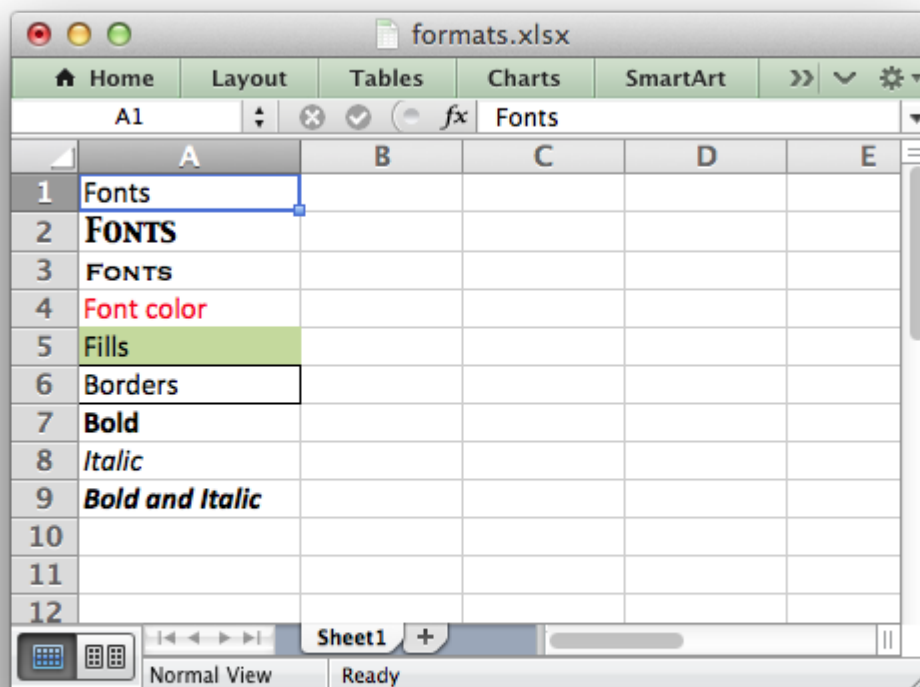 formats.xlsx
Home Layout Tables Charts SmartArt
A1 fx Fonts
A B C D E
1 Fonts
2 FONTS
3 FONTS
4 Font color
5 Fills
6 Borders
7 Bold
8 Italic
9 Bold and Italic
10
11
12
Sheet1 +
Normal View Ready